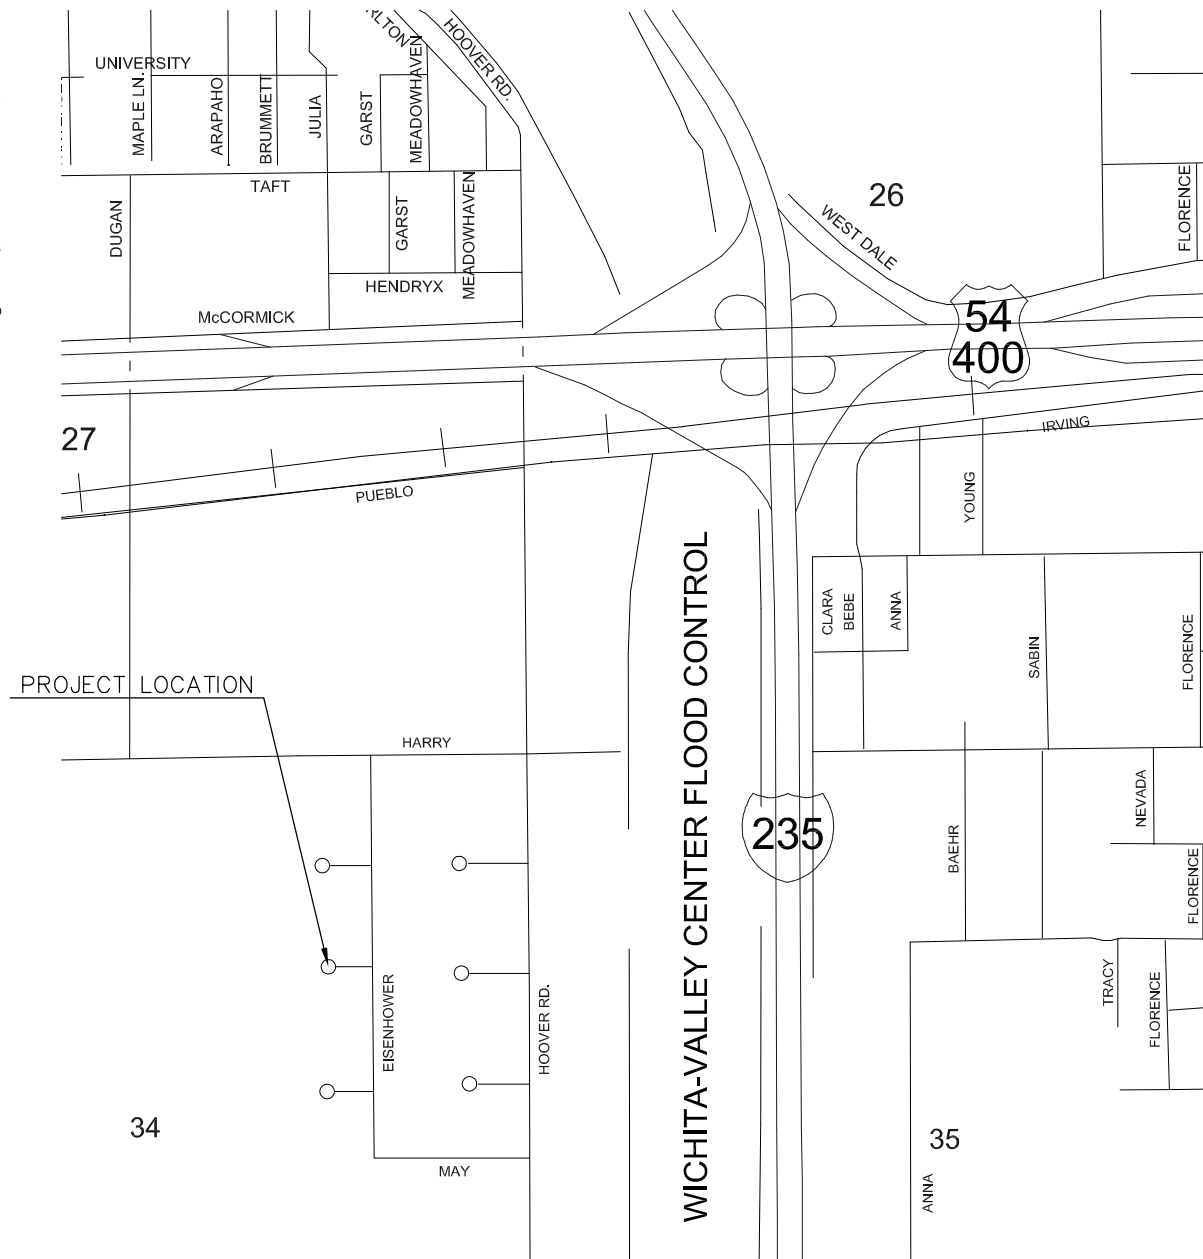 RLTON
HOOVER RD.
UNIVERSITY
MAPLE LN.
ARAPAHO
BRUMMETT
JULIA
GARST
MEADOWHAVEN
TAFT
26
DUGAN
GARST
MEADOWHAVEN
WEST DALE
FLORENCE
HENDRYX
McCORMICK
54
400
27
IRVING
PUEBLO
YOUNG
WICHITA-VALLEY CENTER FLOOD CONTROL
CLARA
BEBE
ANNA
SABIN
FLORENCE
PROJECT LOCATION
HARRY
235
BAEHR
NEVADA
FLORENCE
EISENHOWER
HOOVER RD.
TRACY
FLORENCE
34
35
MAY
ANNA